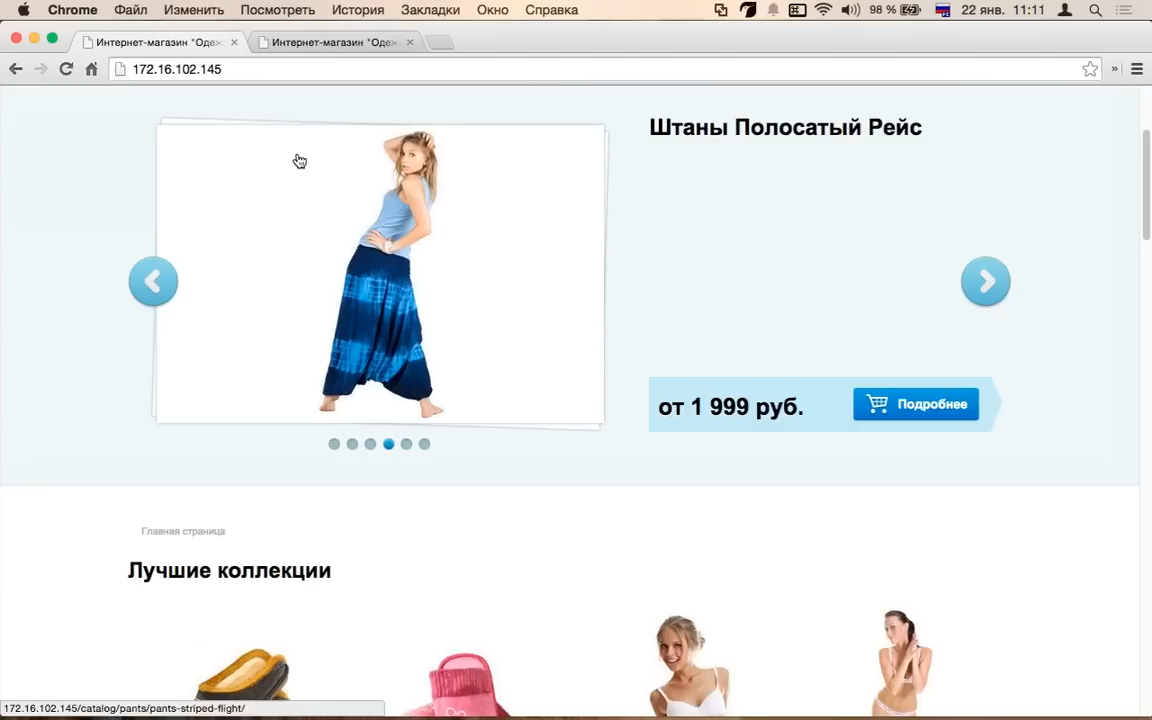 Chrome Файл Изменить Посмотреть История Закладки Окно Справка 98 % 22 янв. 11:11
Интернет-магазин "Одеж Интернет-магазин "Одеж
172.16.102.145
Штаны Полосатый Рейс
от 1 999 руб. Подробнее
Главная страница
Лучшие коллекции
172.16.102.145/catalog/pants/pants-striped-flight/